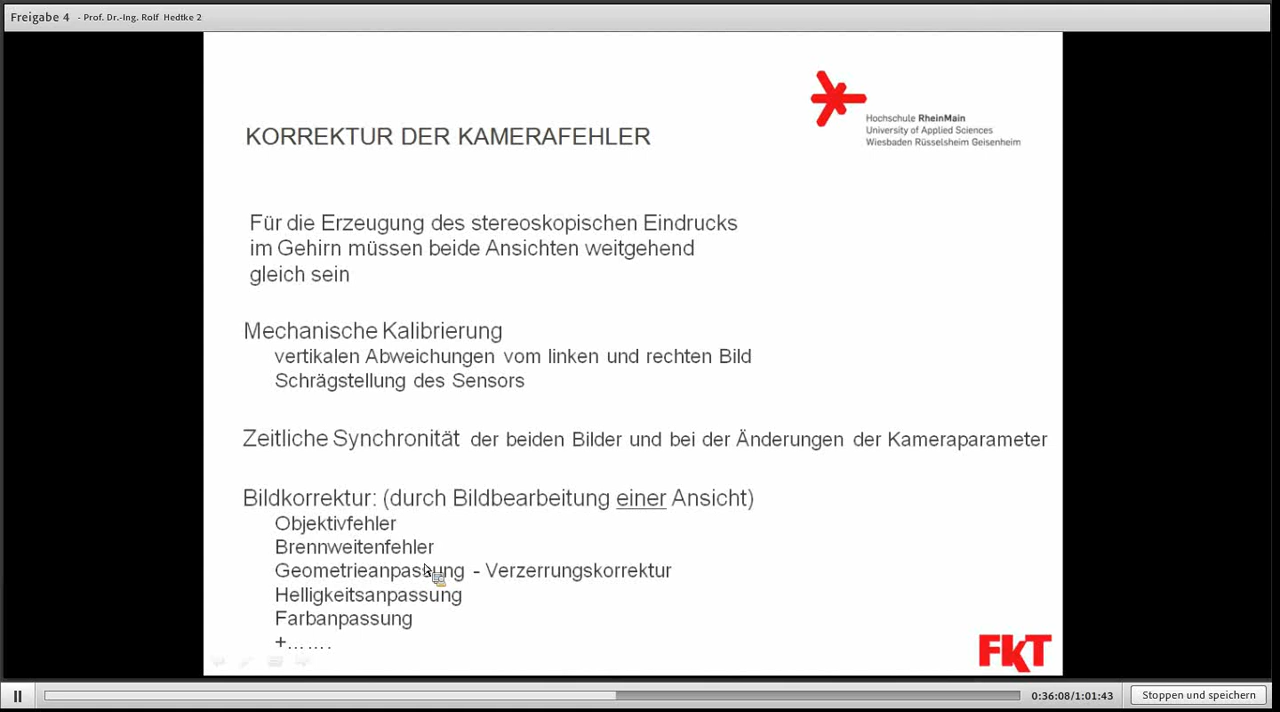 Freigabe 4 - Prof. Dr.-Ing. Rolf Hedtke 2
Hochschule RheinMain
University of Applied Sciences
Wiesbaden Rüsselsheim Geisenheim
KORREKTUR DER KAMERAFEHLER
Für die Erzeugung des stereoskopischen Eindrucks
im Gehirn müssen beide Ansichten weitgehend
gleich sein
Mechanische Kalibrierung
vertikalen Abweichungen vom linken und rechten Bild
Schrägstellung des Sensors
Zeitliche Synchronität der beiden Bilder und bei der Änderungen der Kameraparameter
Bildkorrektur: (durch Bildbearbeitung einer Ansicht)
Objektivfehler
Brennweitenfehler
Geometrieanpassung - Verzerrungskorrektur
Helligkeitsanpassung
Farbanpassung
+.......
FKT
0:36:08/1:01:43
Stoppen und speichern